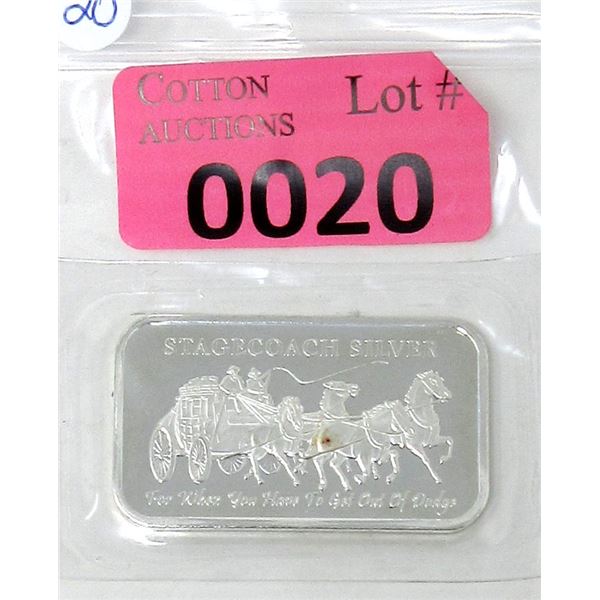 20
COTTON
AUCTIONS
Lot #
0020
STAGECOACH SILVER
For When You Have To Get Out Of Dodge